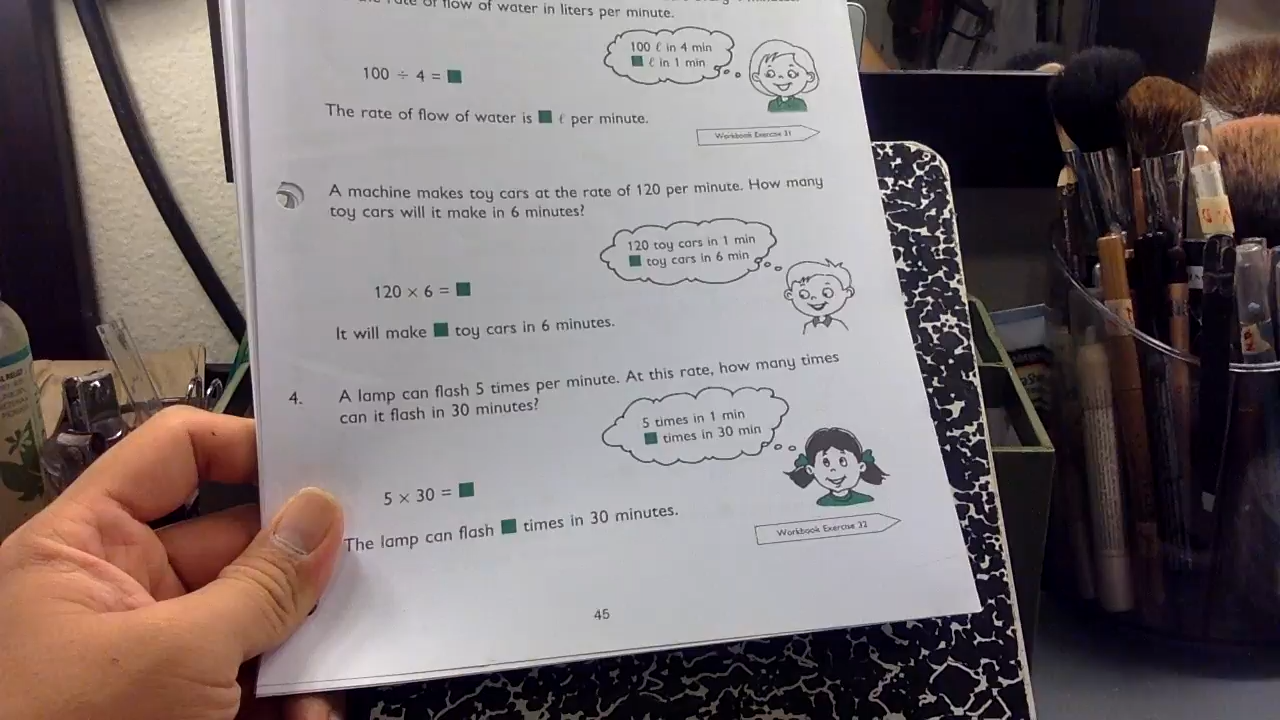 rate of flow of water in liters per minute.
100 ℓ in 4 min
■ ℓ in 1 min
100 ÷ 4 = ■
The rate of flow of water is ■ ℓ per minute.
Workbook Exercise 31
A machine makes toy cars at the rate of 120 per minute. How many
toy cars will it make in 6 minutes?
120 toy cars in 1 min
■ toy cars in 6 min
120 × 6 = ■
It will make ■ toy cars in 6 minutes.
4. A lamp can flash 5 times per minute. At this rate, how many times
can it flash in 30 minutes?
5 times in 1 min
■ times in 30 min
5 × 30 = ■
The lamp can flash ■ times in 30 minutes.
Workbook Exercise 32
45